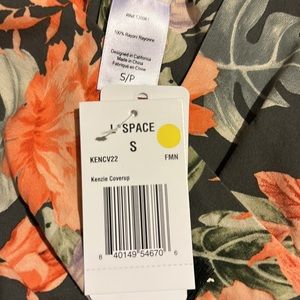 100% Rayon/ Rayonne
Designed in California
Made in China
Fabriqué en Chine
S/P
L*SPACE
S
KENCV22
FMN
Kenzie Coverup
8 40149 54670 6